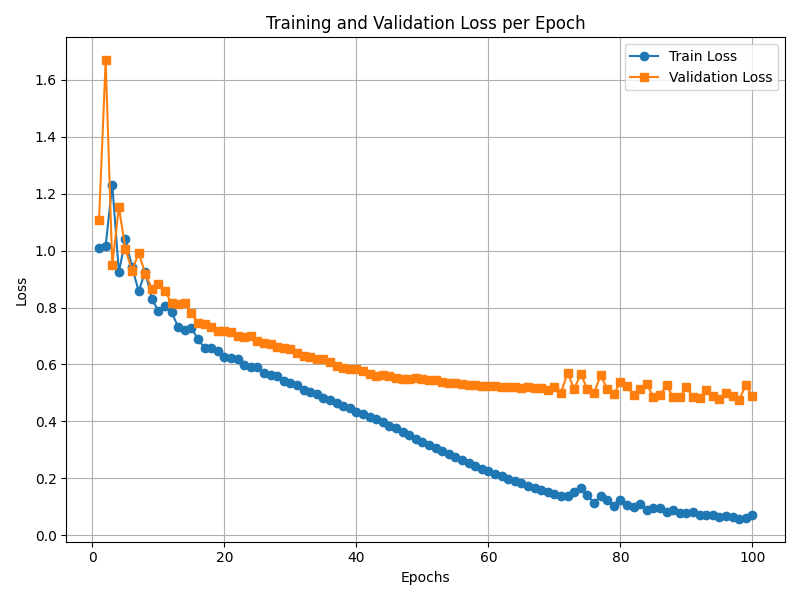 Training and Validation Loss per Epoch
Train Loss
Validation Loss
1.6
1.4
1.2
1.0
0.8
0.6
0.4
0.2
0.0
Loss
0 20 40 60 80 100
Epochs